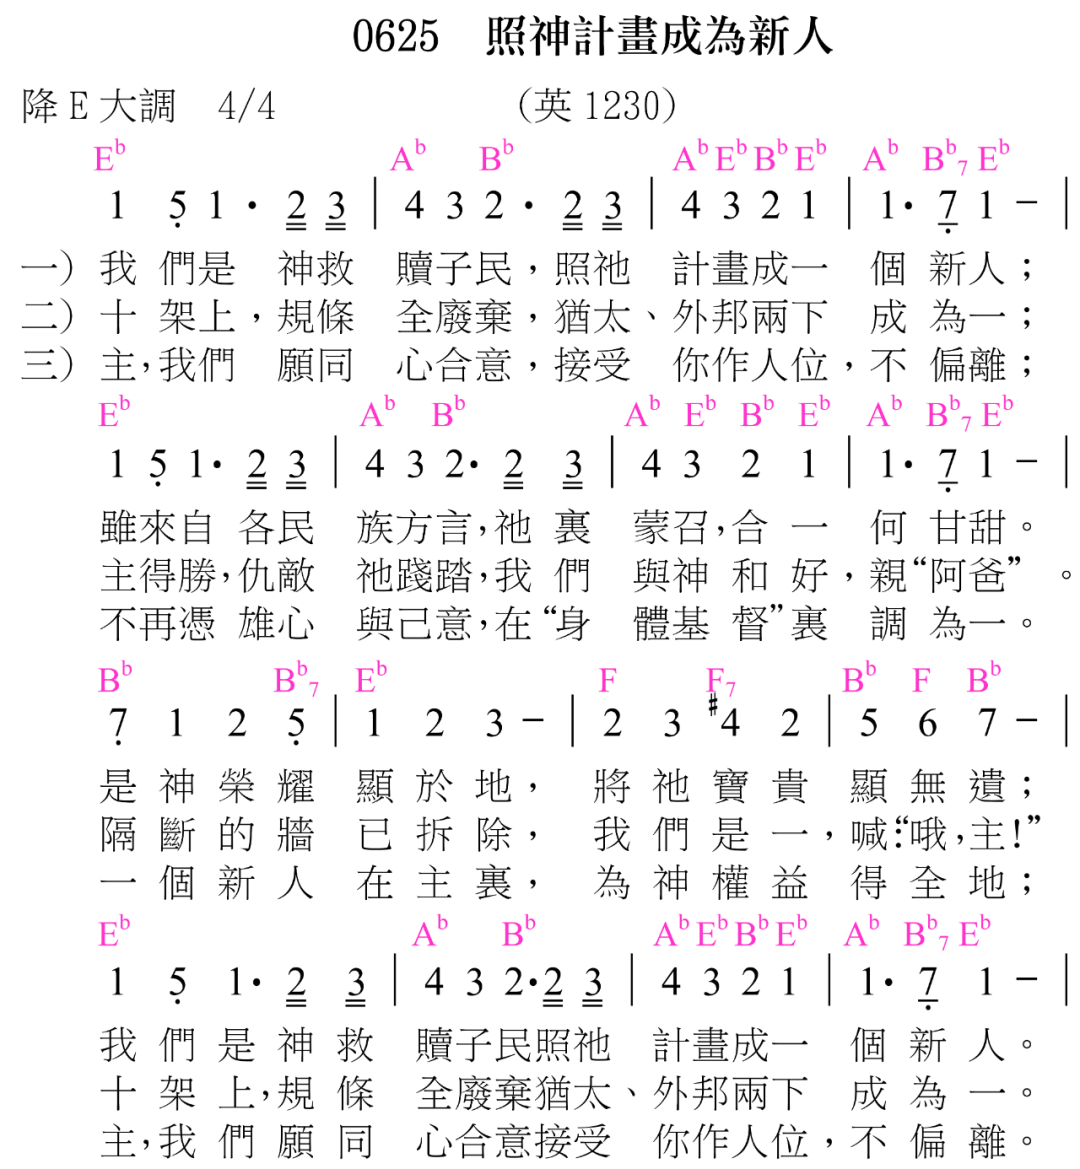 0625　照神計畫成為新人
降E大調　4/4　(英1230)
E♭ A♭ B♭ A♭ E♭ B♭ E♭ A♭ B♭7 E♭
1 5̣ 1 · 2 3 | 4 3 2 · 2 3 | 4 3 2 1 | 1· 7̣ 1 − |
一) 我們是 神救 贖子民，照祂 計畫成一 個新人；
二) 十架上，規條 全廢棄，猶太、外邦兩下 成為一；
三) 主，我們 願同 心合意，接受 你作人位，不偏離；
E♭ A♭ B♭ A♭ E♭ B♭ E♭ A♭ B♭7 E♭
1 5̣ 1· 2 3 | 4 3 2· 2 3 | 4 3 2 1 | 1· 7̣ 1 − |
雖來自 各民 族方言，祂裏 蒙召，合一 何甘甜。
主得勝，仇敵 祂踐踏，我們 與神和好，親“阿爸”。
不再憑 雄心 與己意，在“身 體基督”裏 調為一。
B♭ B♭7 E♭ F F7 B♭ F B♭
7̣ 1 2 5̣ | 1 2 3 − | 2 3 ♯4 2 | 5 6 7 − |
是神榮耀 顯於地， 將祂寶貴 顯無遺；
隔斷的牆 已拆除， 我們是一，喊：“哦，主！”
一個新人 在主裏， 為神權益 得全地；
E♭ A♭ B♭ A♭ E♭ B♭ E♭ A♭ B♭7 E♭
1 5̣ 1· 2 3 | 4 3 2· 2 3 | 4 3 2 1 | 1· 7̣ 1 − |
我們是神救 贖子民照祂 計畫成一 個新人。
十架上，規條 全廢棄猶太、外邦兩下 成為一。
主，我們願同 心合意接受 你作人位，不偏離。